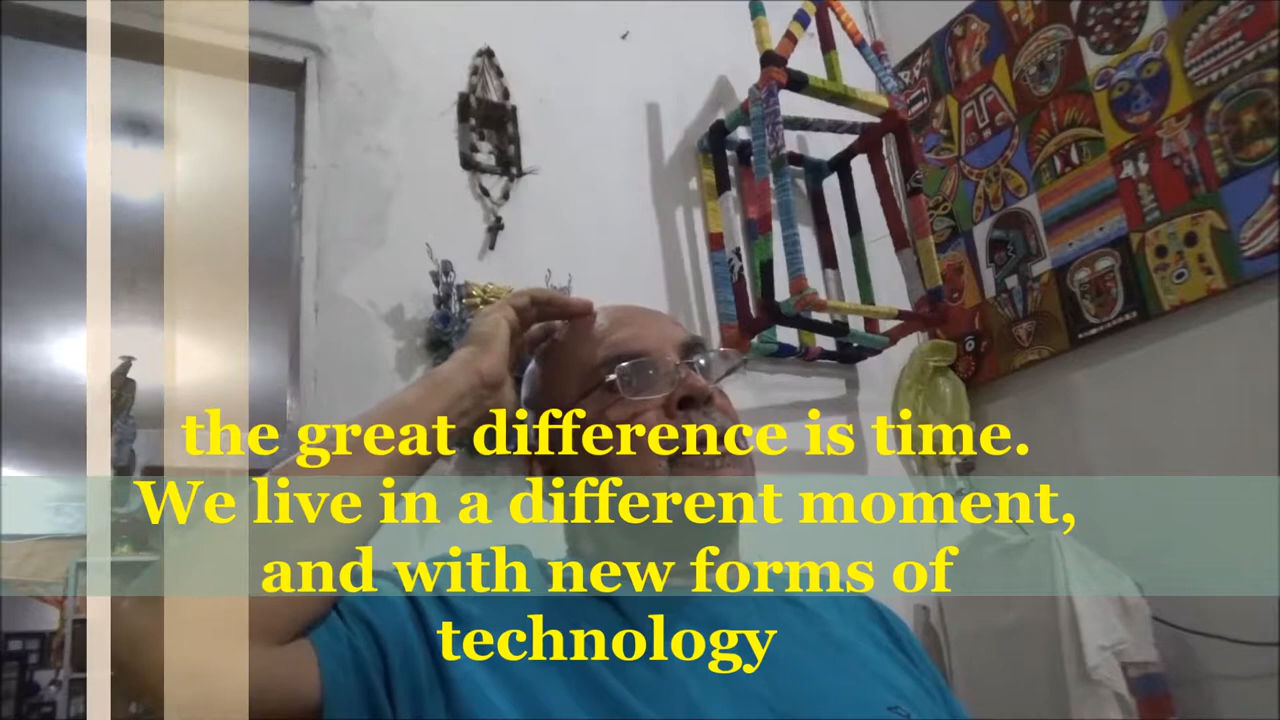 the great difference is time.
We live in a different moment,
and with new forms of
technology